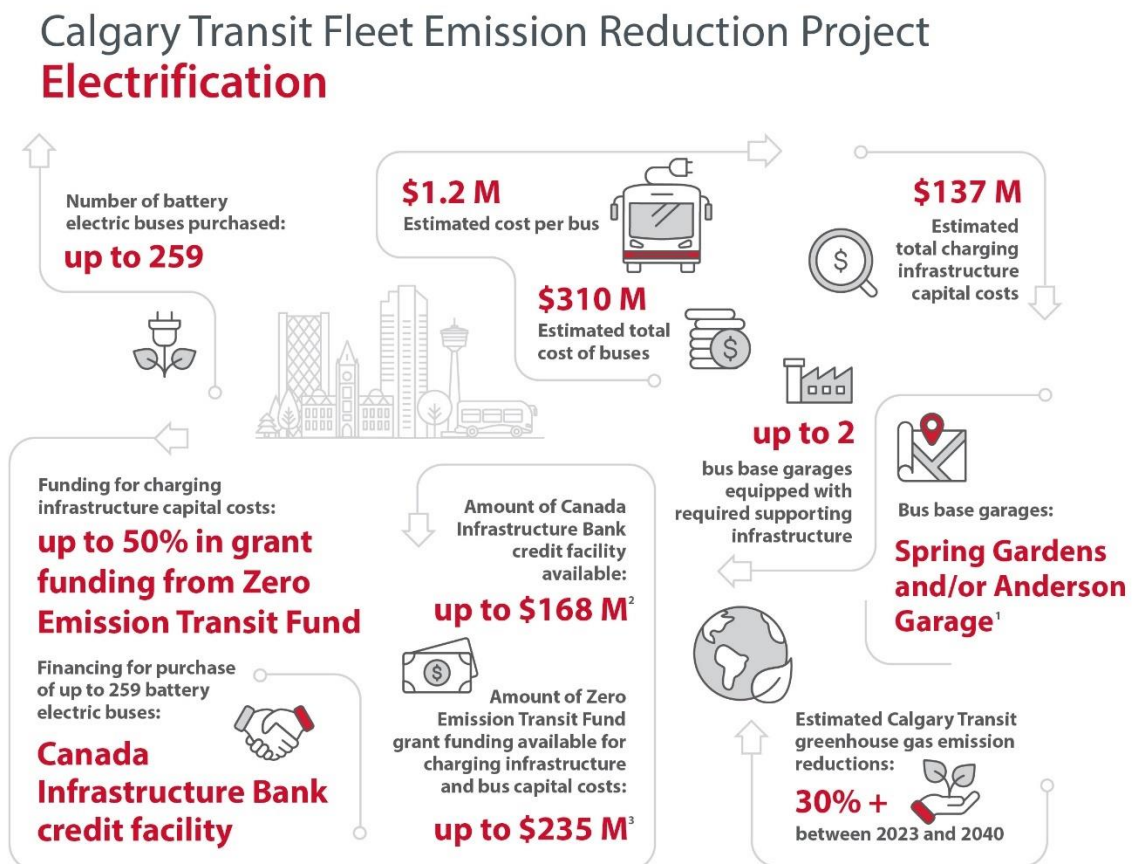 Calgary Transit Fleet Emission Reduction Project
Electrification
Number of battery
electric buses purchased:
up to 259
$1.2 M
Estimated cost per bus
$310 M
Estimated total
cost of buses
$
$137 M
Estimated
total charging
infrastructure
capital costs
$
up to 2
bus base garages
equipped with
required supporting
infrastructure
Bus base garages:
Spring Gardens
and/or Anderson
Garage¹
Funding for charging
infrastructure capital costs:
up to 50% in grant
funding from Zero
Emission Transit Fund
Financing for purchase
of up to 259 battery
electric buses:
Canada
Infrastructure Bank
credit facility
Amount of Canada
Infrastructure Bank
credit facility
available:
up to $168 M²
$
Amount of Zero
Emission Transit Fund
grant funding available for
charging infrastructure
and bus capital costs:
up to $235 M³
Estimated Calgary Transit
greenhouse gas emission
reductions:
30% +
between 2023 and 2040